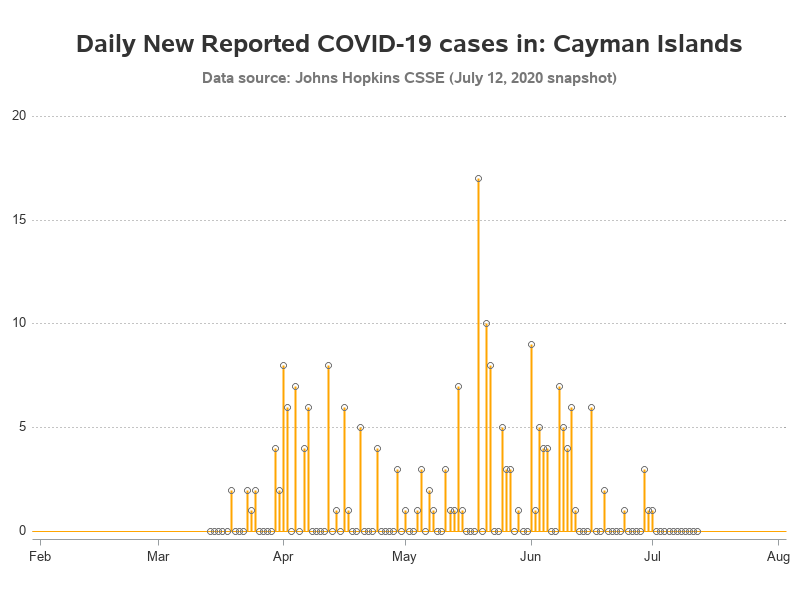 Daily New Reported COVID-19 cases in: Cayman Islands
Data source: Johns Hopkins CSSE (July 12, 2020 snapshot)
20
15
10
5
0
Feb Mar Apr May Jun Jul Aug